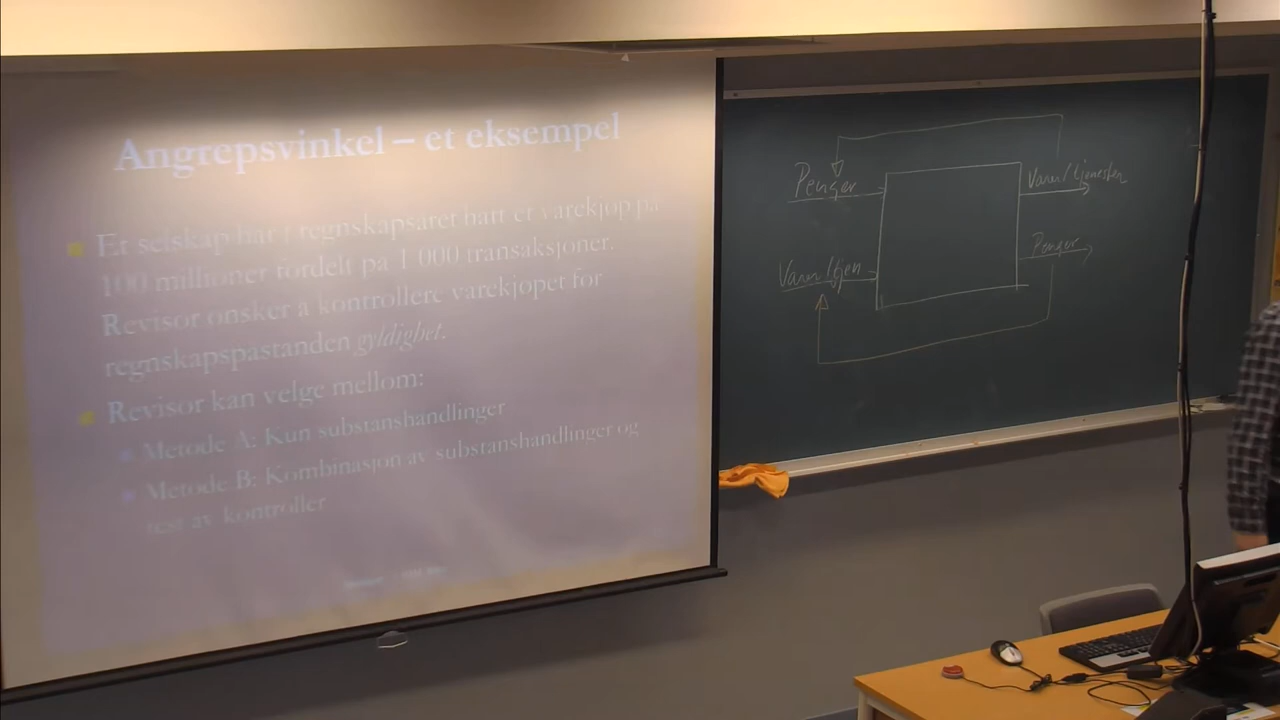 Angrepsvinkel – et eksempel
Et selskap har i regnskapsåret hatt et varekjøp på
100 millioner fordelt på 1 000 transaksjoner.
Revisor ønsker å kontrollere varekjøpet for
regnskapspåstanden gyldighet.
Revisor kan velge mellom:
Metode A: Kun substanshandlinger
Metode B: Kombinasjon av substanshandlinger og
test av kontroller
Penger
Varer/tjenester
Varer/tjen
Penger